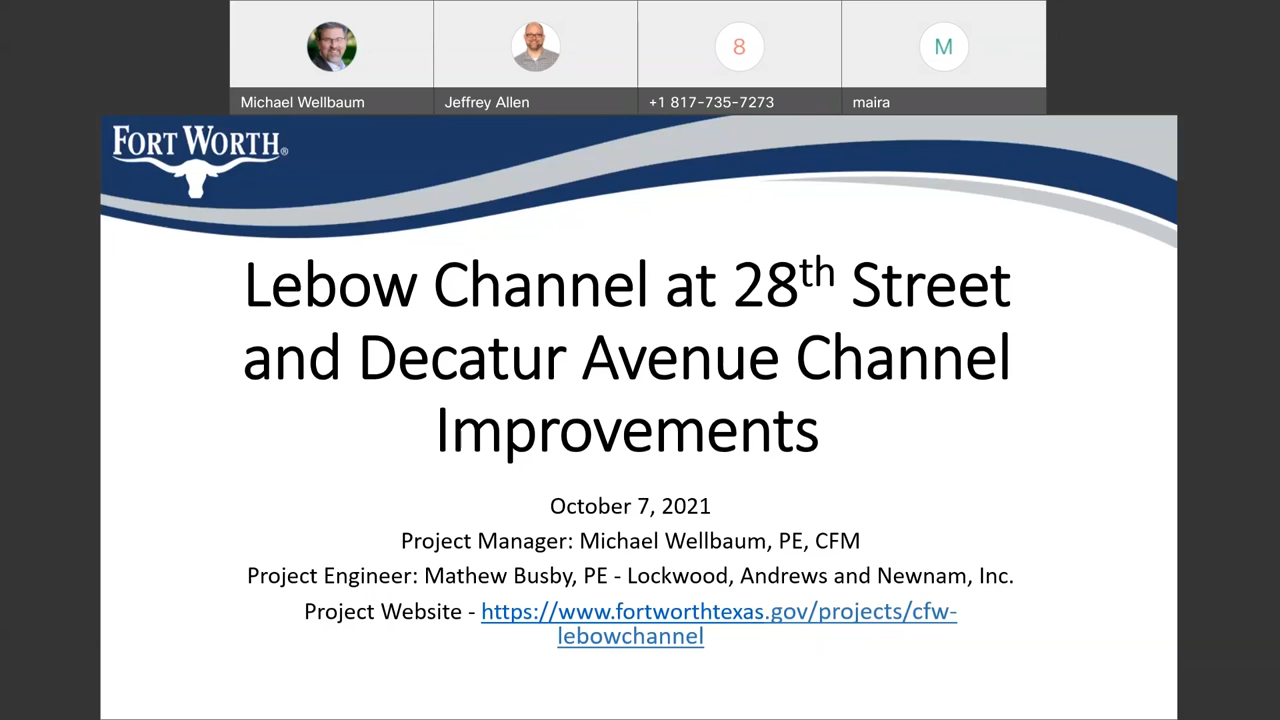 8
M
Michael Wellbaum
Jeffrey Allen
+1 817-735-7273
maira
FORT WORTH®
Lebow Channel at 28th Street
and Decatur Avenue Channel
Improvements
October 7, 2021
Project Manager: Michael Wellbaum, PE, CFM
Project Engineer: Mathew Busby, PE - Lockwood, Andrews and Newnam, Inc.
Project Website - https://www.fortworthtexas.gov/projects/cfw-
lebowchannel